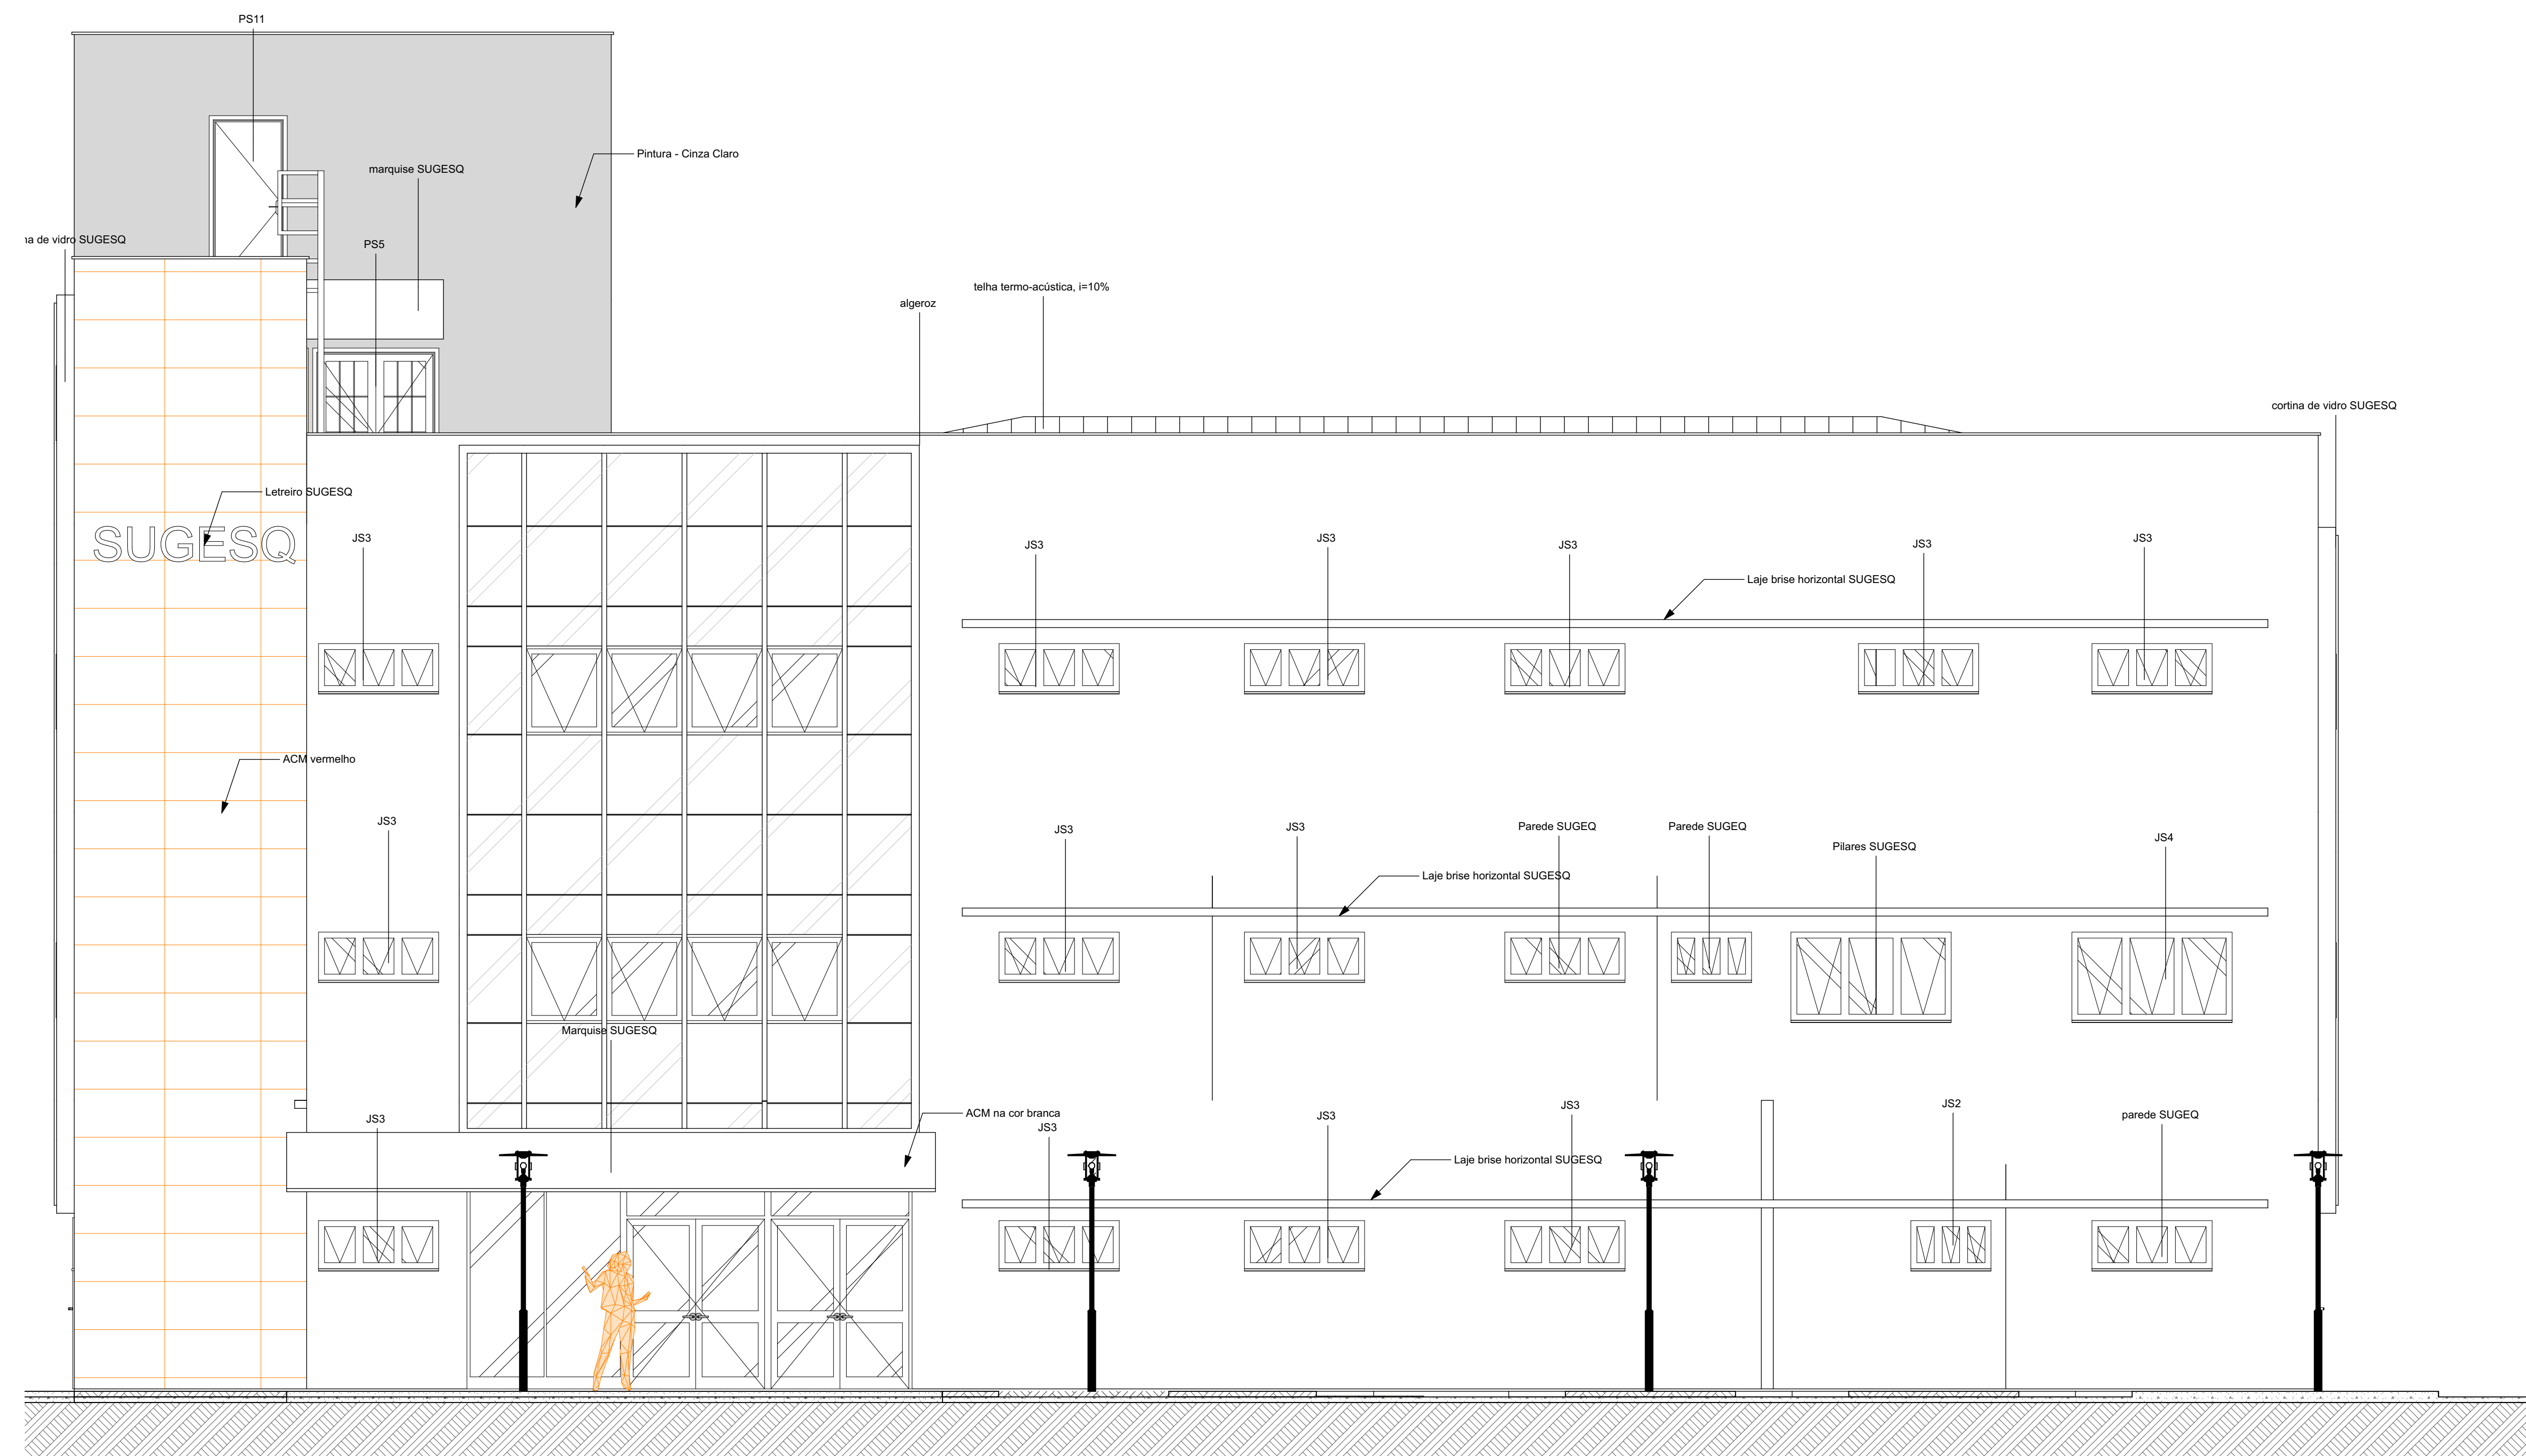 PS11
Pintura - Cinza Claro
marquise SUGESQ
na de vidro SUGESQ
PS5
telha termo-acústica, i=10%
algeroz
cortina de vidro SUGESQ
Letreiro SUGESQ
SUGESQ
JS3
JS3
JS3
JS3
JS3
JS3
Laje brise horizontal SUGESQ
ACM vermelho
JS3
JS3
JS3
Parede SUGEQ
Parede SUGEQ
Pilares SUGESQ
JS4
Laje brise horizontal SUGESQ
Marquise SUGESQ
ACM na cor branca
JS3
JS3
JS3
JS3
JS2
parede SUGEQ
Laje brise horizontal SUGESQ